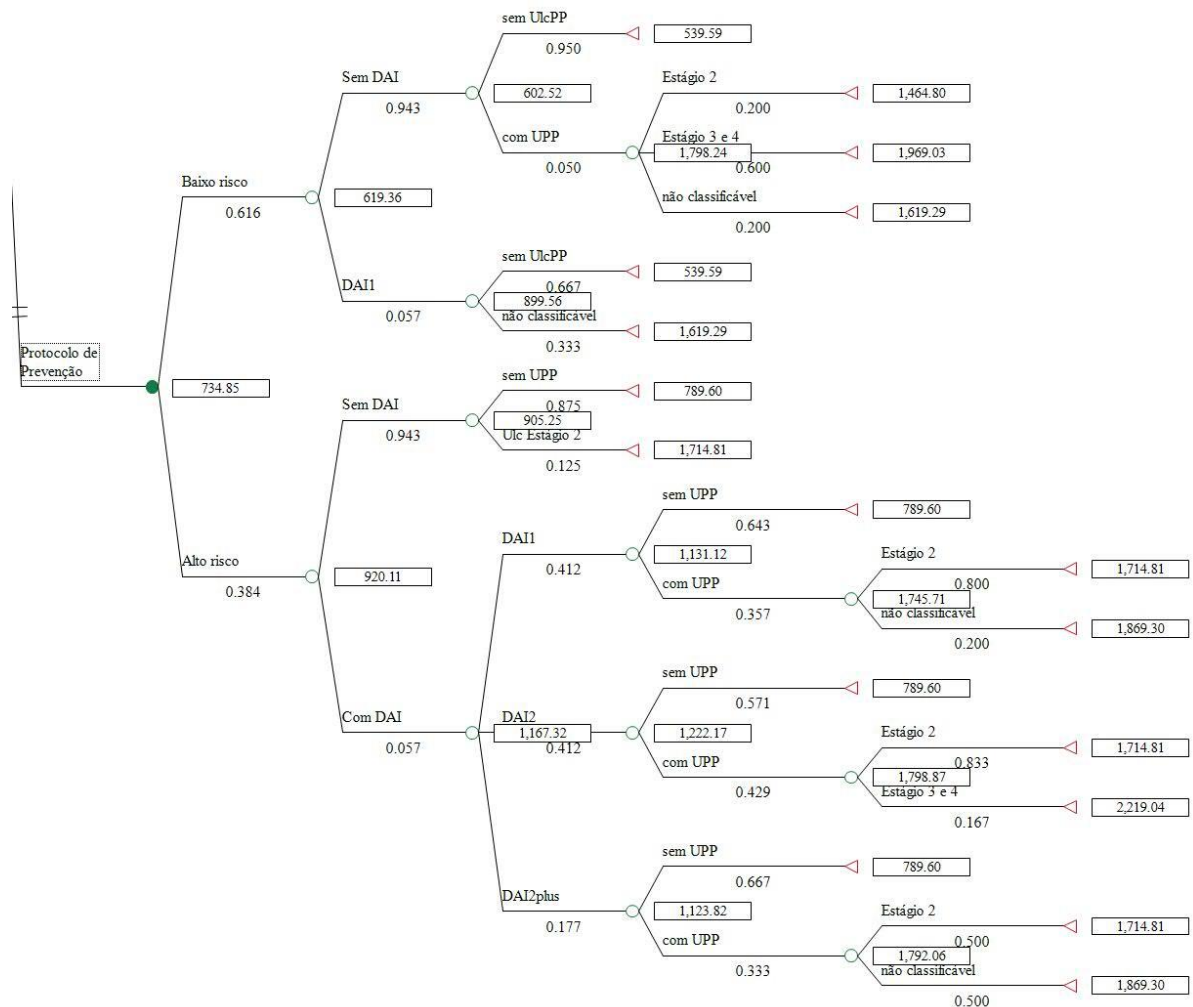 sem UlcPP
0.950
539.59
Sem DAI
0.943
602.52
Estágio 2
0.200
1,464.80
com UPP
0.050
1,798.24
Estágio 3 e 4
0.600
1,969.03
não classificável
0.200
1,619.29
Baixo risco
0.616
619.36
sem UlcPP
0.667
539.59
DAI1
0.057
899.56
não classificável
0.333
1,619.29
Protocolo de
Prevenção
734.85
sem UPP
0.875
789.60
Sem DAI
0.943
905.25
Ulc Estágio 2
0.125
1,714.81
Alto risco
0.384
920.11
sem UPP
0.643
789.60
DAI1
0.412
1,131.12
com UPP
0.357
1,745.71
Estágio 2
0.800
1,714.81
não classificável
0.200
1,869.30
Com DAI
0.057
1,167.32
sem UPP
0.571
789.60
DAI2
0.412
1,222.17
com UPP
0.429
1,798.87
Estágio 2
0.833
1,714.81
Estágio 3 e 4
0.167
2,219.04
sem UPP
0.667
789.60
DAI2plus
0.177
1,123.82
com UPP
0.333
1,792.06
Estágio 2
0.500
1,714.81
não classificável
0.500
1,869.30